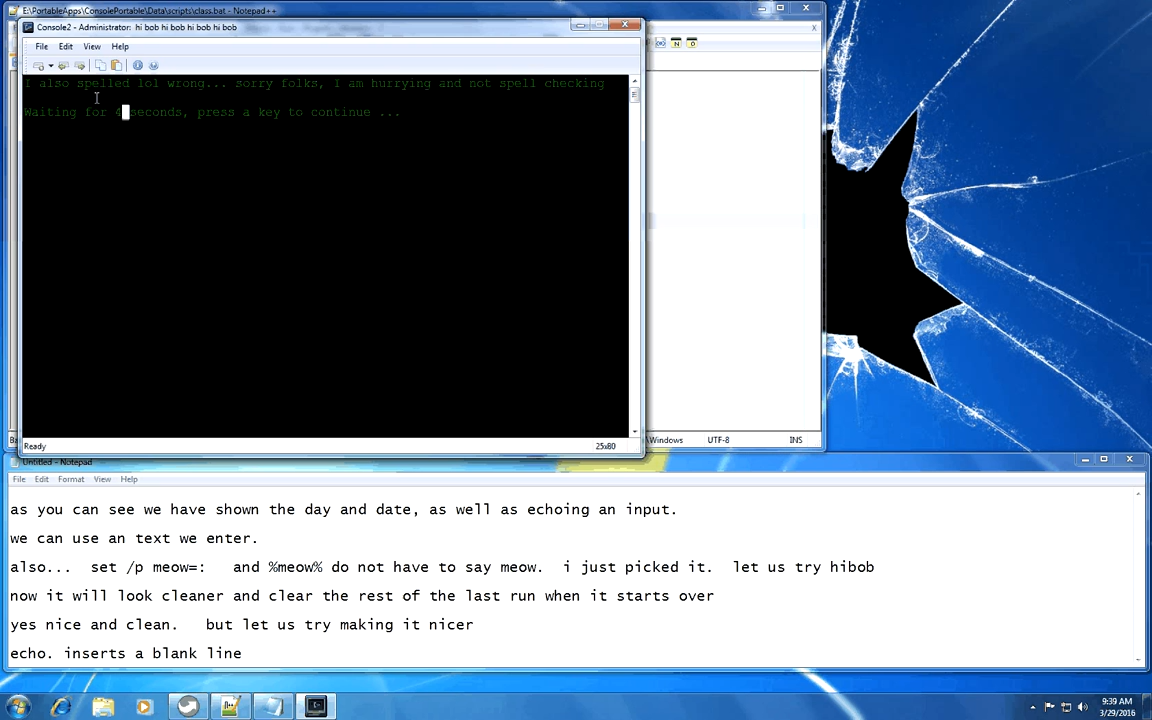 E:\PortableApps\ConsolePortable\Data\scripts\class.bat - Notepad++
Console2 - Administrator: hi bob hi bob hi bob hi bob
File Edit View Help
I also spelled lol wrong... sorry folks, I am hurrying and not spell checking
Waiting for 4 seconds, press a key to continue ...
Ready 25x80
Windows UTF-8 INS
Untitled - Notepad
File Edit Format View Help
as you can see we have shown the day and date, as well as echoing an input.
we can use an text we enter.
also... set /p meow=: and %meow% do not have to say meow. i just picked it. let us try hibob
now it will look cleaner and clear the rest of the last run when it starts over
yes nice and clean. but let us try making it nicer
echo. inserts a blank line
9:39 AM
3/29/2016